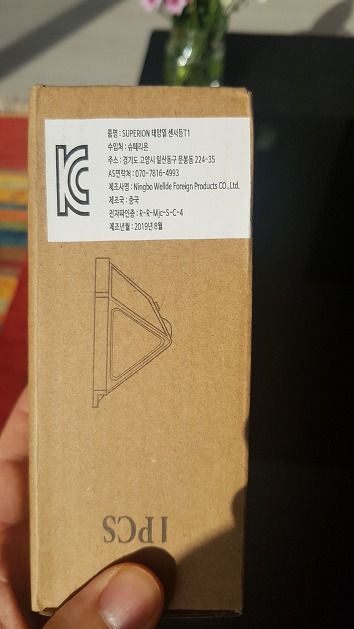 KC
품명 : SUPERION 태양열 센서등T1
수입처 : 슈페리온
주소 : 경기도 고양시 일산동구 문봉동 224-35
AS연락처 : 070-7816-4993
제조사명 : Ningbo Wellde Foreign Products CO., Ltd.
제조국 : 중국
전자파인증 : R-R-Mjc-S-C-4
제조년월 : 2019년 8월
1PCS